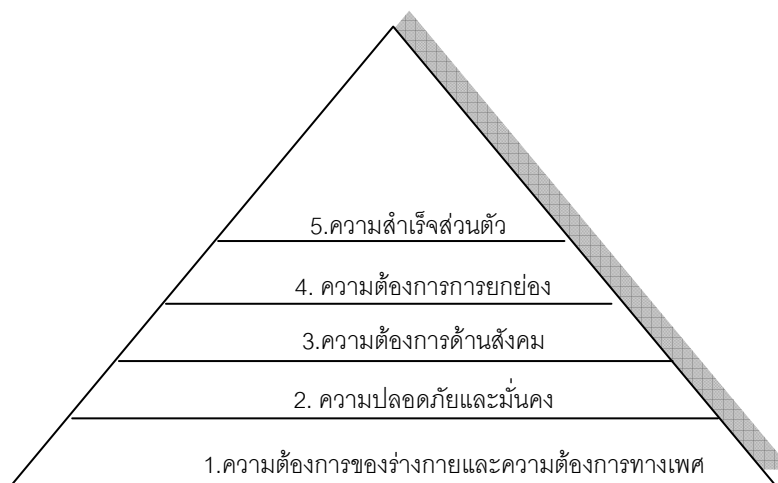 5.ความสำเร็จส่วนตัว
4. ความต้องการการยกย่อง
3.ความต้องการด้านสังคม
2. ความปลอดภัยและมั่นคง
1.ความต้องการของร่างกายและความต้องการทางเพศ